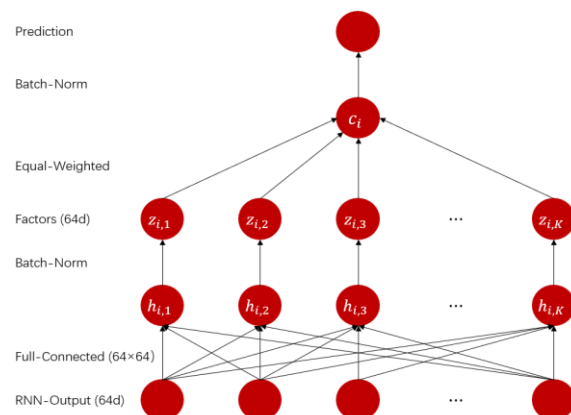 Prediction
Batch-Norm
c_i
Equal-Weighted
Factors (64d) z_{i,1} z_{i,2} z_{i,3} ... z_{i,K}
Batch-Norm
h_{i,1} h_{i,2} h_{i,3} ... h_{i,K}
Full-Connected (64×64)
RNN-Output (64d) ...